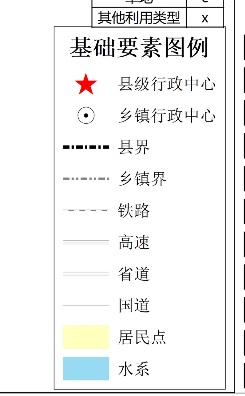 其他利用类型 x
基础要素图例
县级行政中心
乡镇行政中心
县界
乡镇界
铁路
高速
省道
国道
居民点
水系